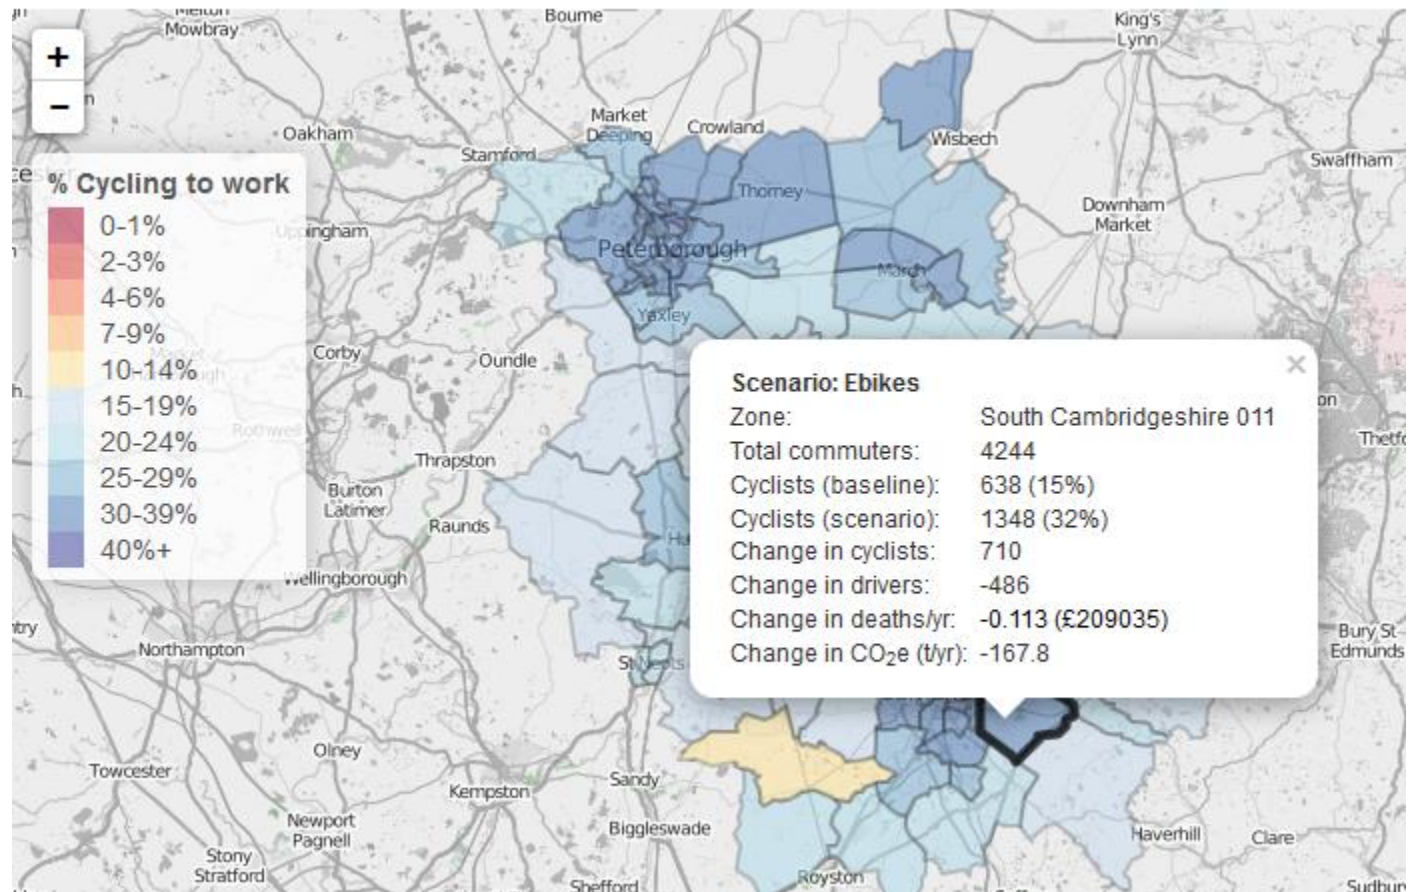 Melton
Mowbray
Bourne
King's
Lynn
+
−
Oakham
Market
Deeping
Crowland
Wisbech
Stamford
Swaffham
% Cycling to work
0-1%
2-3%
4-6%
7-9%
10-14%
15-19%
20-24%
25-29%
30-39%
40%+
Uppingham
Thorney
Downham
Market
Peterborough
March
Yaxley
Corby
Oundle
Rothwell
Thrapston
Burton
Latimer
Raunds
Wellingborough
Northampton
St Neots
×
Scenario: Ebikes
Zone: South Cambridgeshire 011
Total commuters: 4244
Cyclists (baseline): 638 (15%)
Cyclists (scenario): 1348 (32%)
Change in cyclists: 710
Change in drivers: -486
Change in deaths/yr: -0.113 (£209035)
Change in CO₂e (t/yr): -167.8
Thetfo
Bury St
Edmunds
Olney
Towcester
Kempston
Sandy
Newport
Pagnell
Biggleswade
Haverhill
Clare
Stony
Stratford
Shefford
Royston
Sudbury